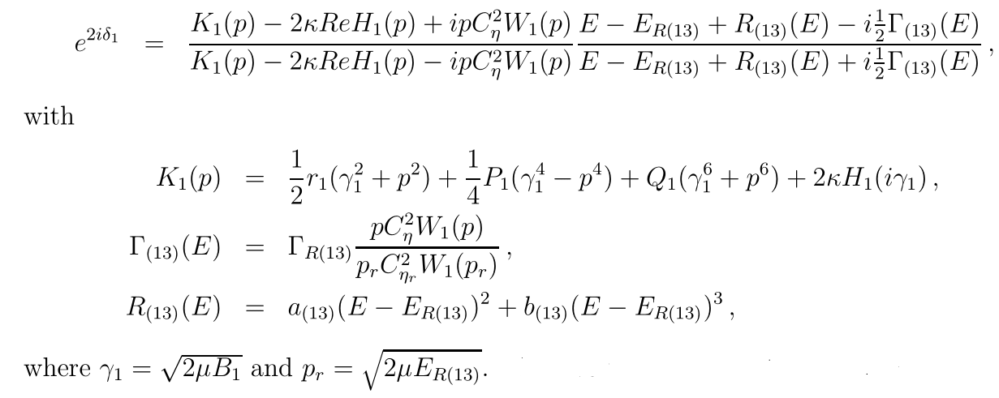 $e^{2i\delta_1} = \frac{K_1(p) - 2\kappa Re H_1(p) + ipC_\eta^2 W_1(p)}{K_1(p) - 2\kappa Re H_1(p) - ipC_\eta^2 W_1(p)} \frac{E - E_{R(13)} + R_{(13)}(E) - i\frac{1}{2}\Gamma_{(13)}(E)}{E - E_{R(13)} + R_{(13)}(E) + i\frac{1}{2}\Gamma_{(13)}(E)} \, ,$
with
$K_1(p) = \frac{1}{2} r_1(\gamma_1^2 + p^2) + \frac{1}{4} P_1(\gamma_1^4 - p^4) + Q_1(\gamma_1^6 + p^6) + 2\kappa H_1(i\gamma_1) \, ,$
$\Gamma_{(13)}(E) = \Gamma_{R(13)} \frac{pC_\eta^2 W_1(p)}{p_r C_{\eta_r}^2 W_1(p_r)} \, ,$
$R_{(13)}(E) = a_{(13)}(E - E_{R(13)})^2 + b_{(13)}(E - E_{R(13)})^3 \, ,$
where $\gamma_1 = \sqrt{2\mu B_1}$ and $p_r = \sqrt{2\mu E_{R(13)}}$.